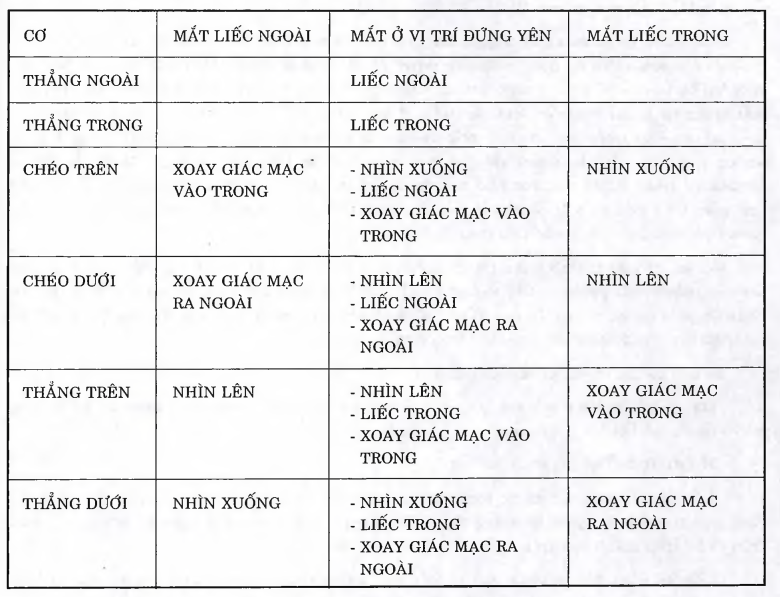 CƠ MẮT LIẾC NGOÀI MẮT Ở VỊ TRÍ ĐỨNG YÊN MẮT LIẾC TRONG
THẲNG NGOÀI LIẾC NGOÀI
THẲNG TRONG LIẾC TRONG
CHÉO TRÊN XOAY GIÁC MẠC - NHÌN XUỐNG NHÌN XUỐNG
VÀO TRONG - LIẾC NGOÀI
- XOAY GIÁC MẠC VÀO
TRONG
CHÉO DƯỚI XOAY GIÁC MẠC - NHÌN LÊN NHÌN LÊN
RA NGOÀI - LIẾC NGOÀI
- XOAY GIÁC MẠC RA
NGOÀI
THẲNG TRÊN NHÌN LÊN - NHÌN LÊN XOAY GIÁC MẠC
- LIẾC TRONG VÀO TRONG
- XOAY GIÁC MẠC VÀO
TRONG
THẲNG DƯỚI NHÌN XUỐNG - NHÌN XUỐNG XOAY GIÁC MẠC
- LIẾC TRONG RA NGOÀI
- XOAY GIÁC MẠC RA
NGOÀI